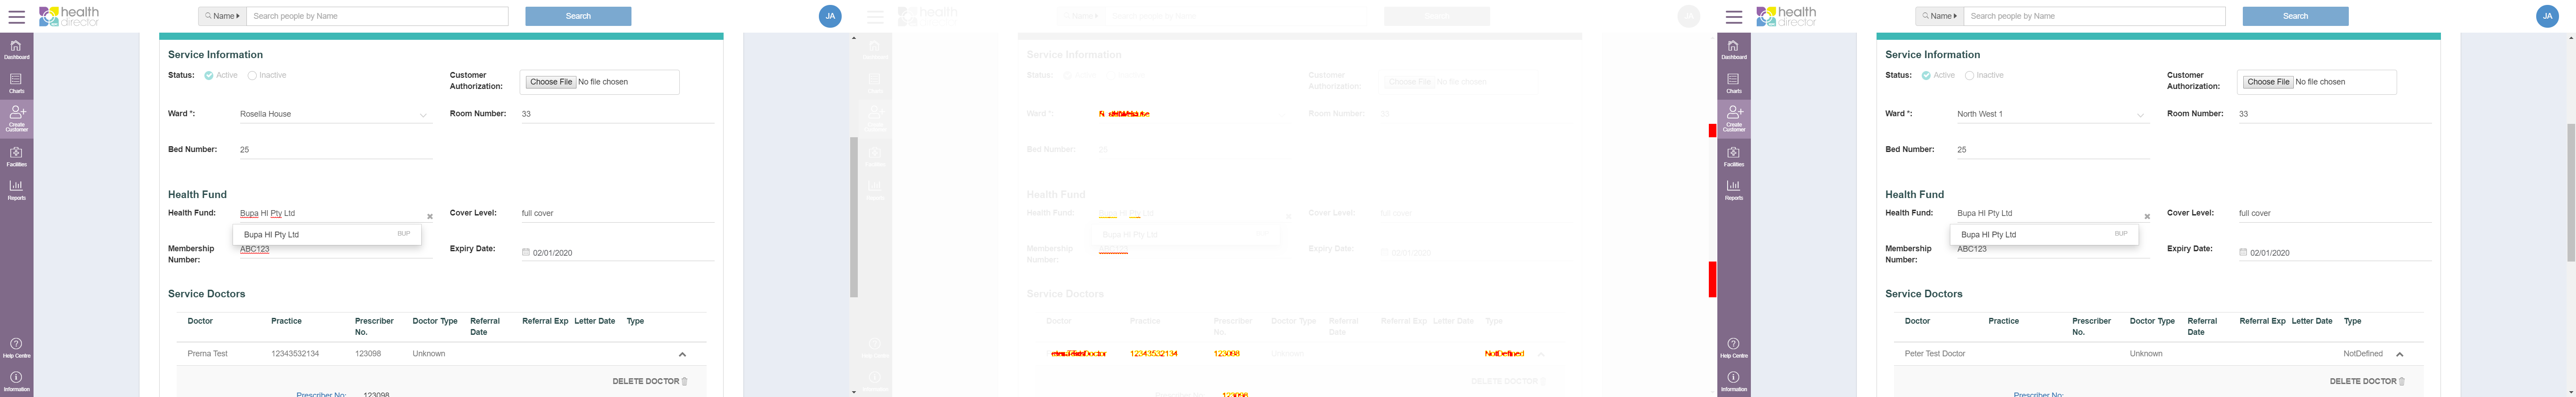 health
director
Name
Search people by Name
Search
JA
Dashboard
Charts
Create
Customer
Facilities
Reports
Help Centre
Information
Service Information
Status: Active Inactive
Customer
Authorization:
Choose File No file chosen
Ward *: Rosella House
Room Number: 33
Bed Number: 25
Health Fund
Health Fund: Bupa HI Pty Ltd
Cover Level: full cover
Bupa HI Pty Ltd BUP
Membership
Number:
ABC123
Expiry Date: 02/01/2020
Service Doctors
Doctor Practice Prescriber
No.
Doctor Type Referral
Date
Referral Exp Letter Date Type
Prema Test 12343532134 123098 Unknown
DELETE DOCTOR
Prescriber No: 123098
health
director
Name
Search people by Name
Search
JA
Service Information
Status:
Customer
Authorization:
Choose File No file chosen
Ward *:
Room Number: 33
Bed Number: 25
Health Fund
Health Fund: Bupa HI Pty Ltd
Cover Level: full cover
Bupa HI Pty Ltd
Membership
Number:
Expiry Date: 02/01/2020
Service Doctors
Doctor Practice Prescriber
No.
Doctor Type Referral
Date
Referral Exp Letter Date Type
12343532134 123098 Unknown NotDefined
DELETE DOCTOR
Prescriber No: 123098
health
director
Name
Search people by Name
Search
JA
Dashboard
Charts
Create
Customer
Facilities
Reports
Help Centre
Information
Service Information
Status: Active Inactive
Customer
Authorization:
Choose File No file chosen
Ward *: North West 1
Room Number: 33
Bed Number: 25
Health Fund
Health Fund: Bupa HI Pty Ltd
Cover Level: full cover
Bupa HI Pty Ltd BUP
Membership
Number:
ABC123
Expiry Date: 02/01/2020
Service Doctors
Doctor Practice Prescriber
No.
Doctor Type Referral
Date
Referral Exp Letter Date Type
Peter Test Doctor Unknown NotDefined
DELETE DOCTOR
Prescriber No: